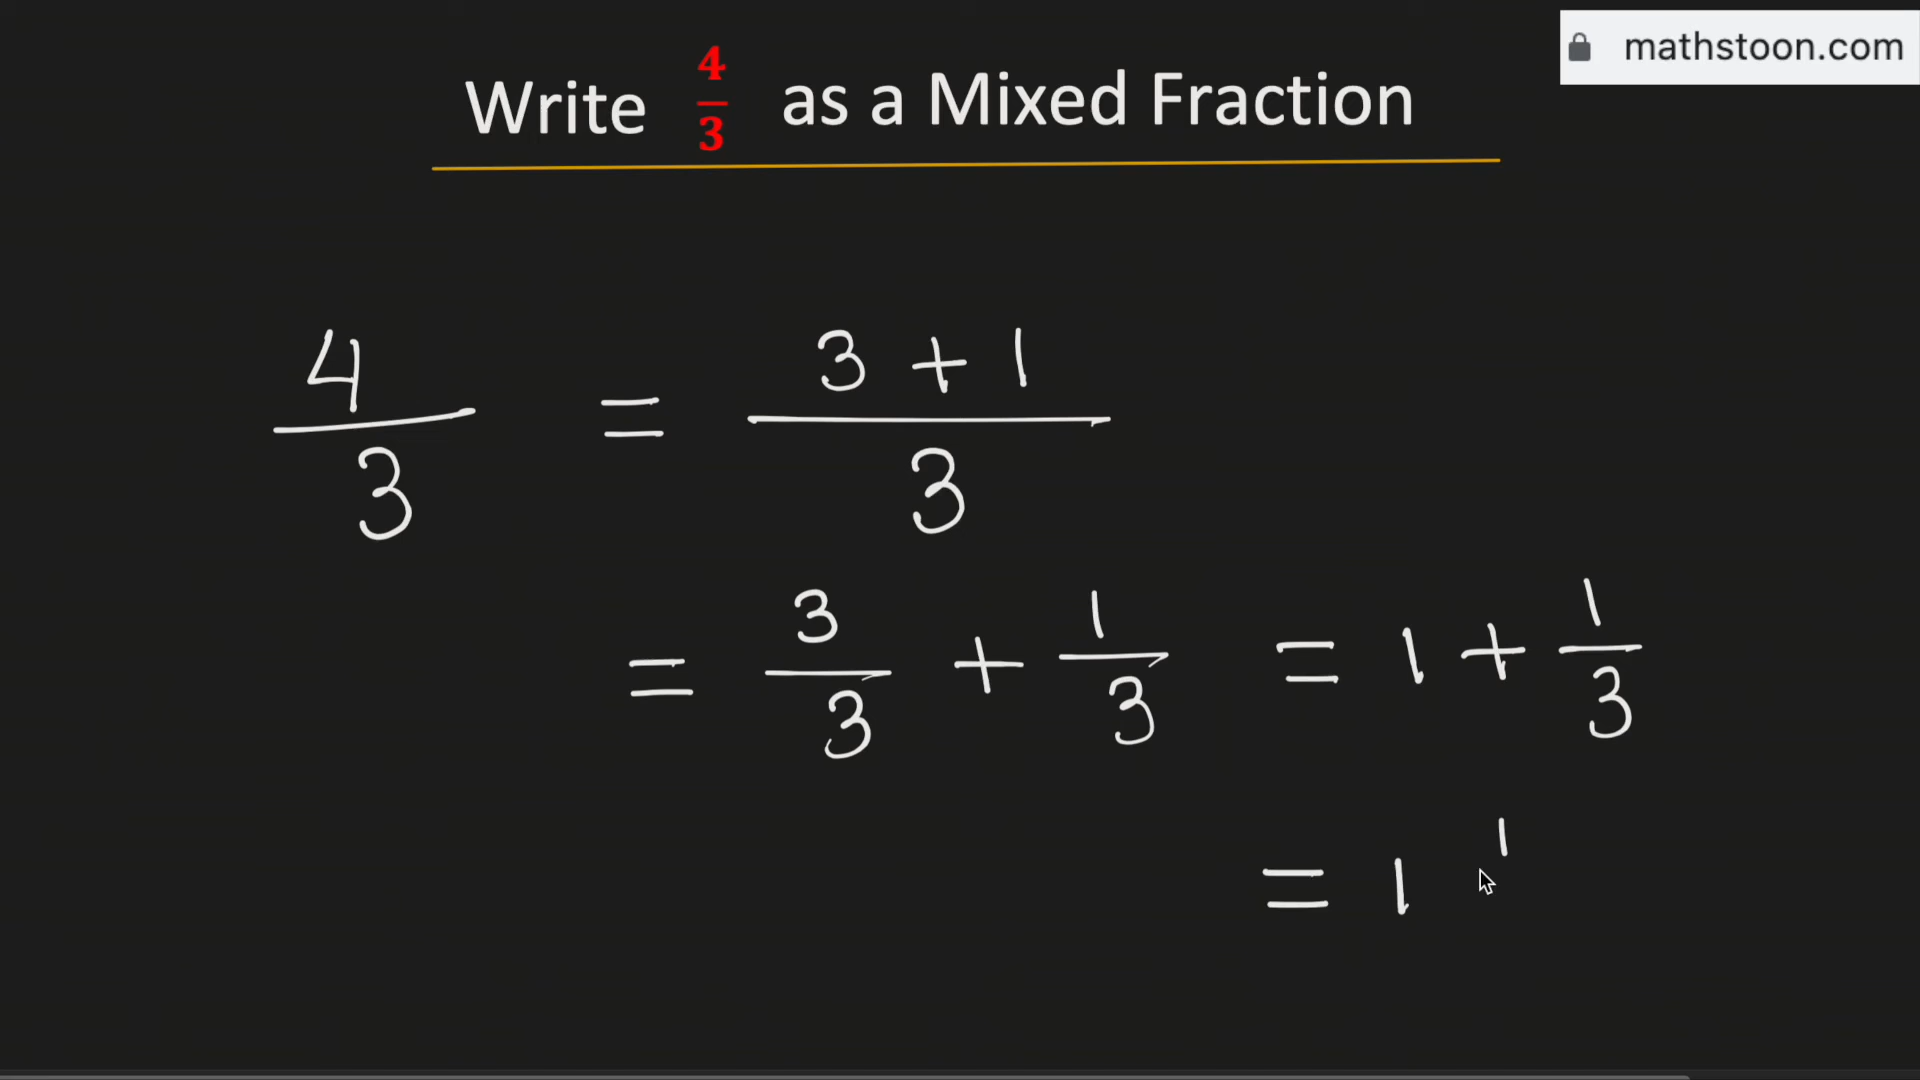 mathstoon.com
Write 4/3 as a Mixed Fraction
4/3 = (3 + 1)/3
= 3/3 + 1/3 = 1 + 1/3
= 1 1